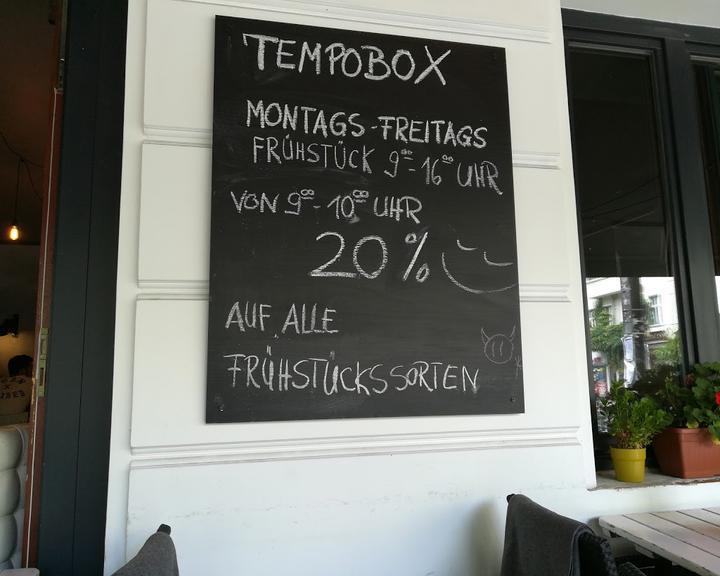 TEMPOBOX
MONTAGS-FREITAGS
FRÜHSTÜCK 9⁰⁰-16⁰⁰ UHR
VON 9⁰⁰-10⁰⁰ UHR
20%
AUF ALLE
FRÜHSTÜCKSSORTEN